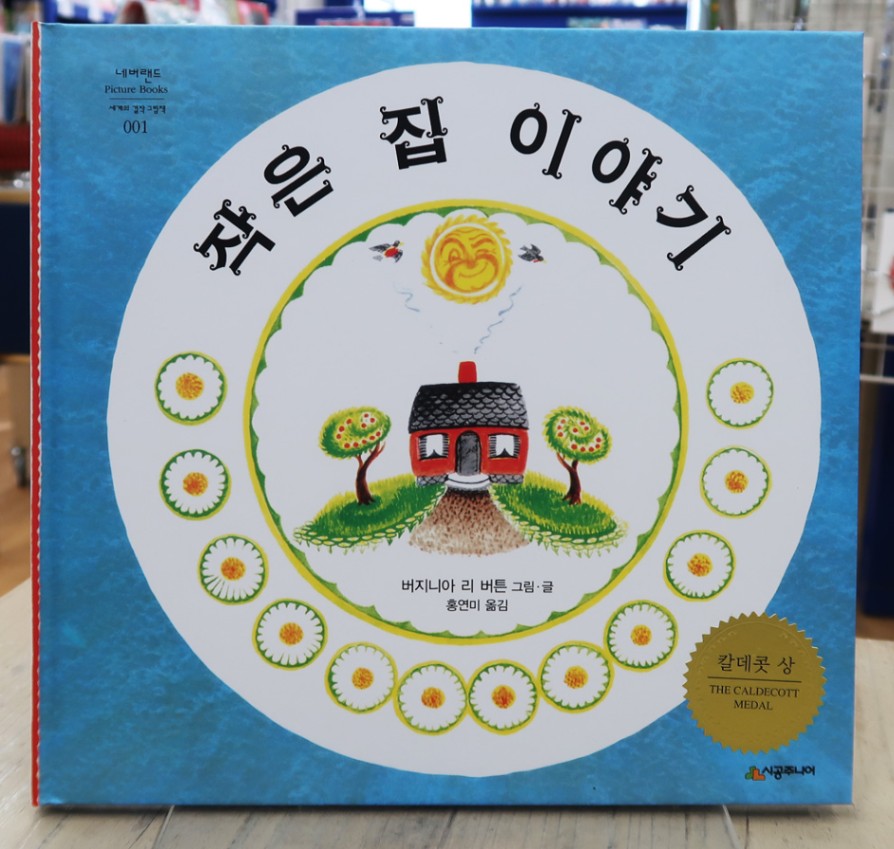 네버랜드
Picture Books
세계의 걸작 그림책
001
작은 집 이야기
버지니아 리 버튼 그림·글
홍연미 옮김
칼데콧 상
THE CALDECOTT
MEDAL
시공주니어